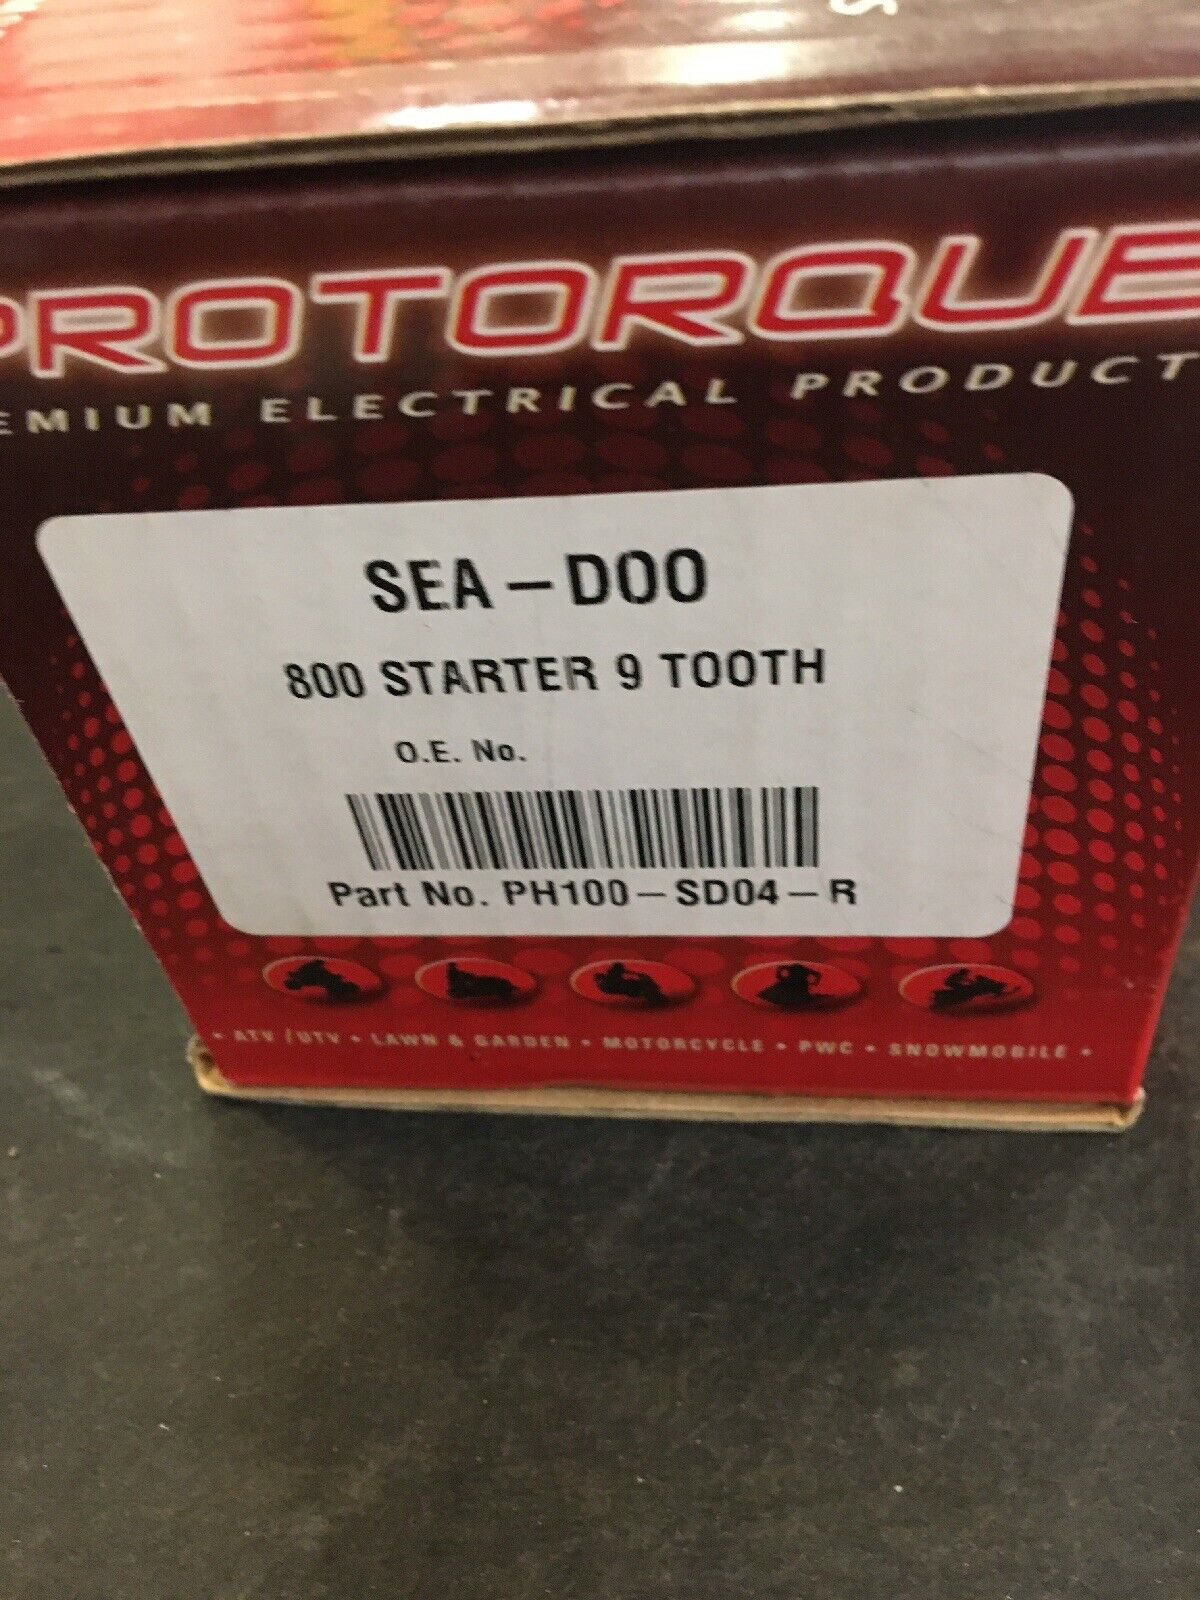 PROTORQUE
EMIUM ELECTRICAL PRODUCT
SEA-DOO
800 STARTER 9 TOOTH
O.E. No.
Part No. PH100-SD04-R
• ATV/UTV • LAWN & GARDEN • MOTORCYCLE • PWC • SNOWMOBILE •